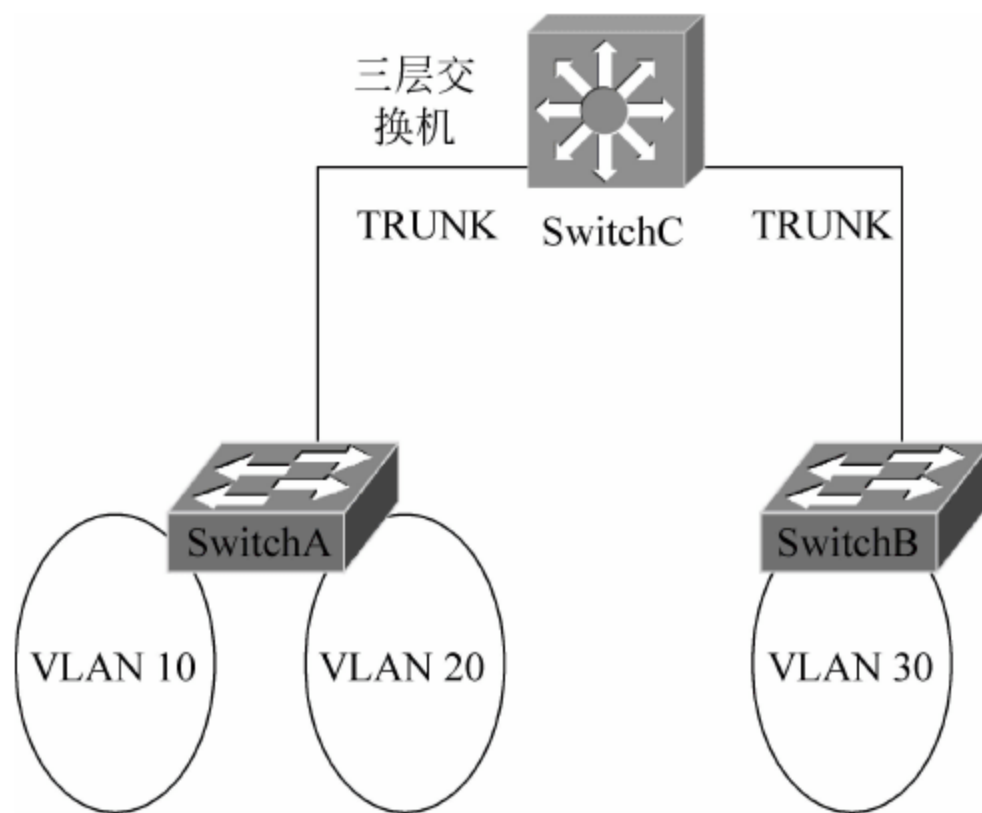 三层交
换机
TRUNK
SwitchC
TRUNK
SwitchA
SwitchB
VLAN 10
VLAN 20
VLAN 30